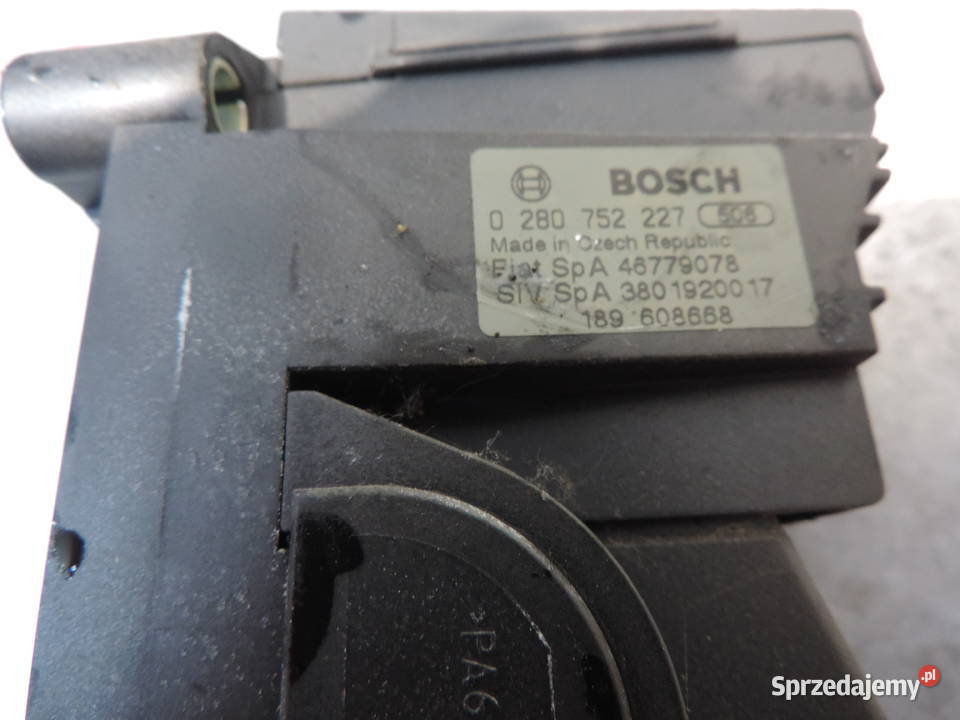 BOSCH
0 280 752 227 506
Made in Czech Republic
Fiat SpA 46779078
SIV SpA 3801920017
189 608668
>PA6
Sprzedajemy.pl